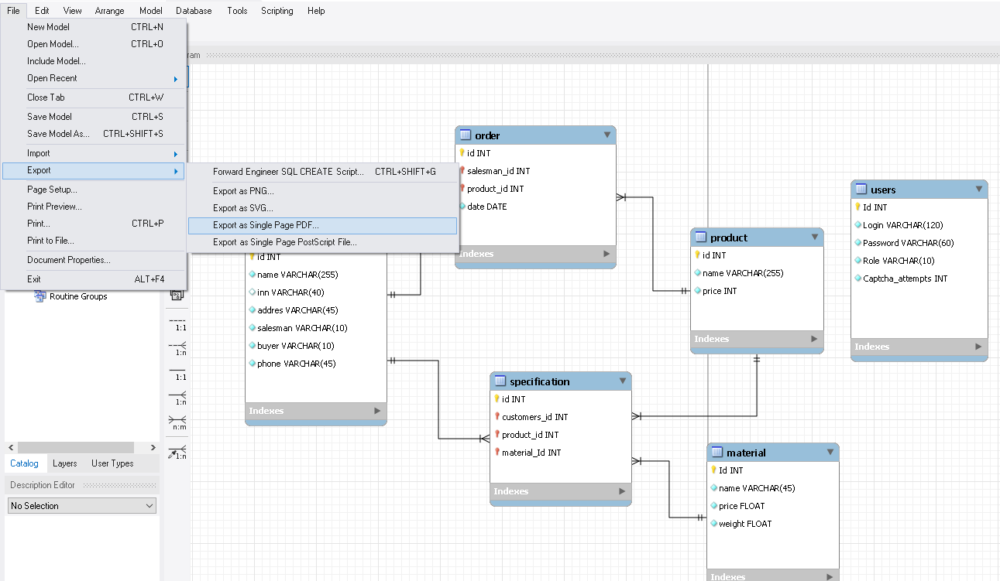 File Edit View Arrange Model Database Tools Scripting Help
New Model CTRL+N
Open Model... CTRL+O
Include Model...
Open Recent
Close Tab CTRL+W
Save Model CTRL+S
Save Model As... CTRL+SHIFT+S
Import
Export
Page Setup...
Print Preview...
Print... CTRL+P
Print to File...
Document Properties...
Exit ALT+F4
Forward Engineer SQL CREATE Script... CTRL+SHIFT+G
Export as PNG...
Export as SVG...
Export as Single Page PDF...
Export as Single Page PostScript File...
ram
Routine Groups
1:1
1:n
1:1
1:n
n:m
1:n
Catalog Layers User Types
Description Editor
No Selection
id INT
name VARCHAR(255)
inn VARCHAR(40)
addres VARCHAR(45)
salesman VARCHAR(10)
buyer VARCHAR(10)
phone VARCHAR(45)
Indexes
order
id INT
salesman_id INT
product_id INT
date DATE
Indexes
specification
id INT
customers_id INT
product_id INT
material_Id INT
Indexes
product
id INT
name VARCHAR(255)
price INT
Indexes
material
Id INT
name VARCHAR(45)
price FLOAT
weight FLOAT
Indexes
users
Id INT
Login VARCHAR(120)
Password VARCHAR(60)
Role VARCHAR(10)
Captcha_attempts INT
Indexes